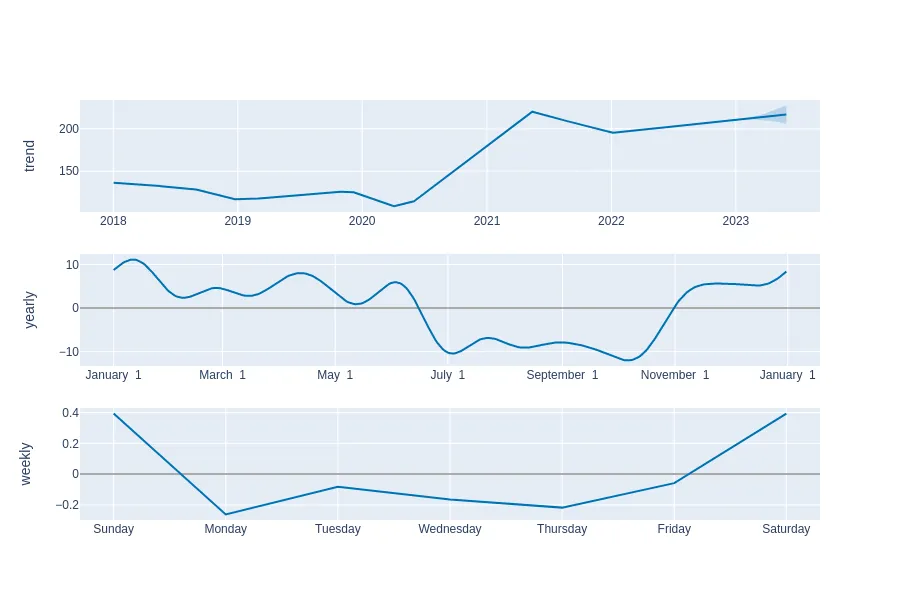 trend
200
150
2018 2019 2020 2021 2022 2023
yearly
10
0
−10
January 1 March 1 May 1 July 1 September 1 November 1 January 1
weekly
0.4
0.2
0
−0.2
Sunday Monday Tuesday Wednesday Thursday Friday Saturday